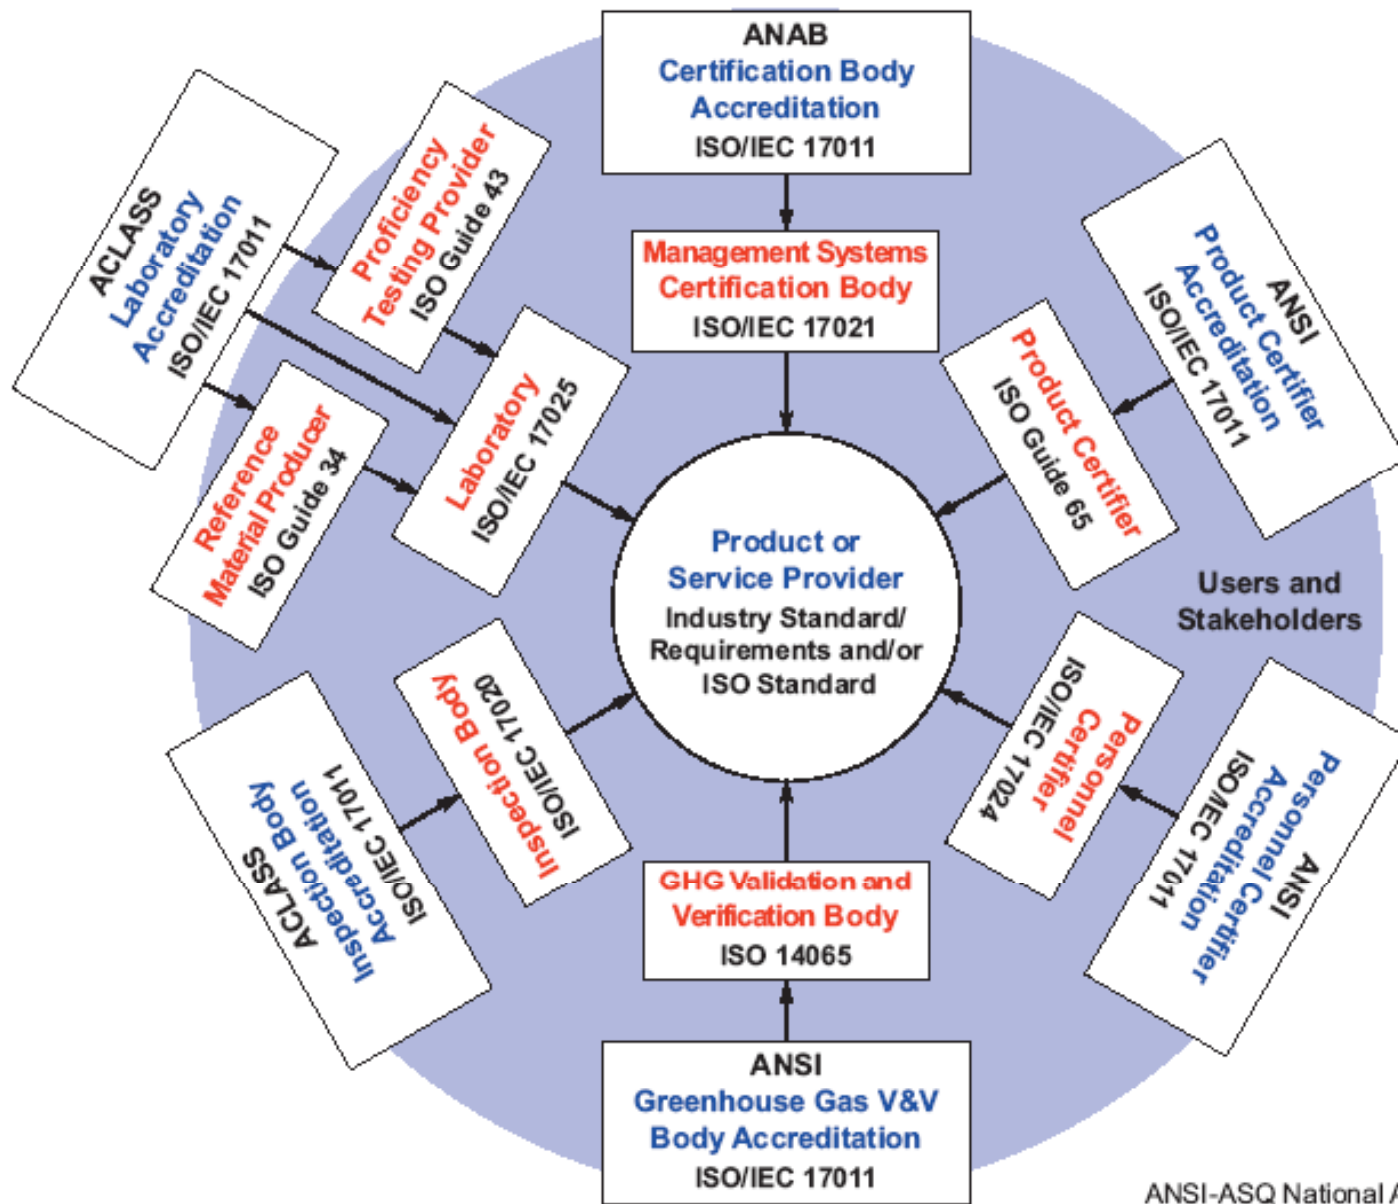 ANAB
Certification Body
Accreditation
ISO/IEC 17011
Management Systems
Certification Body
ISO/IEC 17021
ACLASS
Laboratory
Accreditation
ISO/IEC 17011
Proficiency
Testing Provider
ISO Guide 43
Reference
Material Producer
ISO Guide 34
Laboratory
ISO/IEC 17025
ANSI
Product Certifier
Accreditation
ISO/IEC 17011
Product Certifier
ISO Guide 65
Product or
Service Provider
Industry Standard/
Requirements and/or
ISO Standard
Users and
Stakeholders
ISO/IEC 17020
Inspection Body
ISO/IEC 17011
Accreditation
Inspection Body
ACLASS
Personnel
Certifier
ISO/IEC 17024
ANSI
Personnel Certifier
Accreditation
ISO/IEC 17011
GHG Validation and
Verification Body
ISO 14065
ANSI
Greenhouse Gas V&V
Body Accreditation
ISO/IEC 17011
ANSI-ASQ National